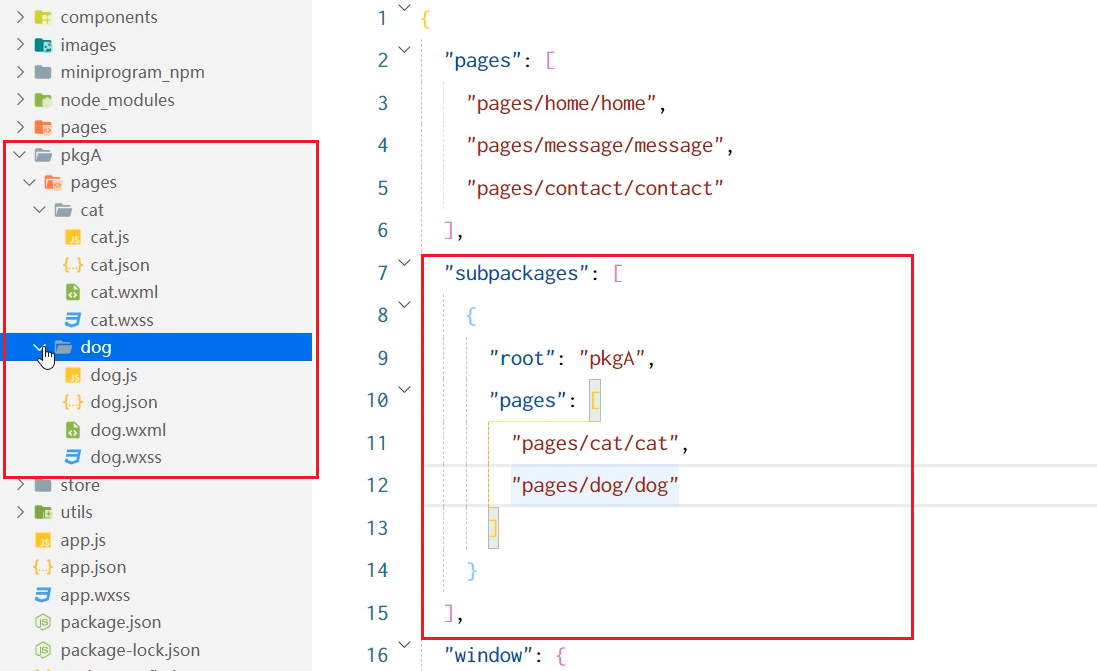 components
images
miniprogram_npm
node_modules
pages
pkgA
pages
cat
cat.js
cat.json
cat.wxml
cat.wxss
dog
dog.js
dog.json
dog.wxml
dog.wxss
store
utils
app.js
app.json
app.wxss
package.json
package-lock.json
1 {
2 "pages": [
3 "pages/home/home",
4 "pages/message/message",
5 "pages/contact/contact"
6 ],
7 "subpackages": [
8 {
9 "root": "pkgA",
10 "pages": [
11 "pages/cat/cat",
12 "pages/dog/dog"
13 ]
14 }
15 ],
16 "window": {